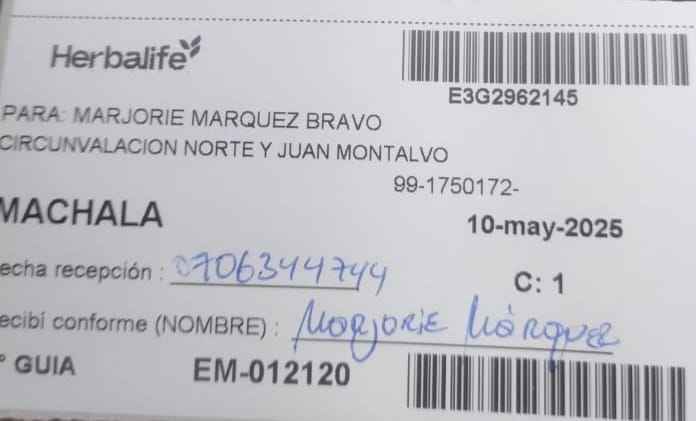 Herbalife
E3G2962145
PARA: MARJORIE MARQUEZ BRAVO
CIRCUNVALACION NORTE Y JUAN MONTALVO
99-1750172-
MACHALA
10-may-2025
echa recepción : 0706344744
C: 1
ecibí conforme (NOMBRE) : Marjorie Márquez
° GUIA EM-012120